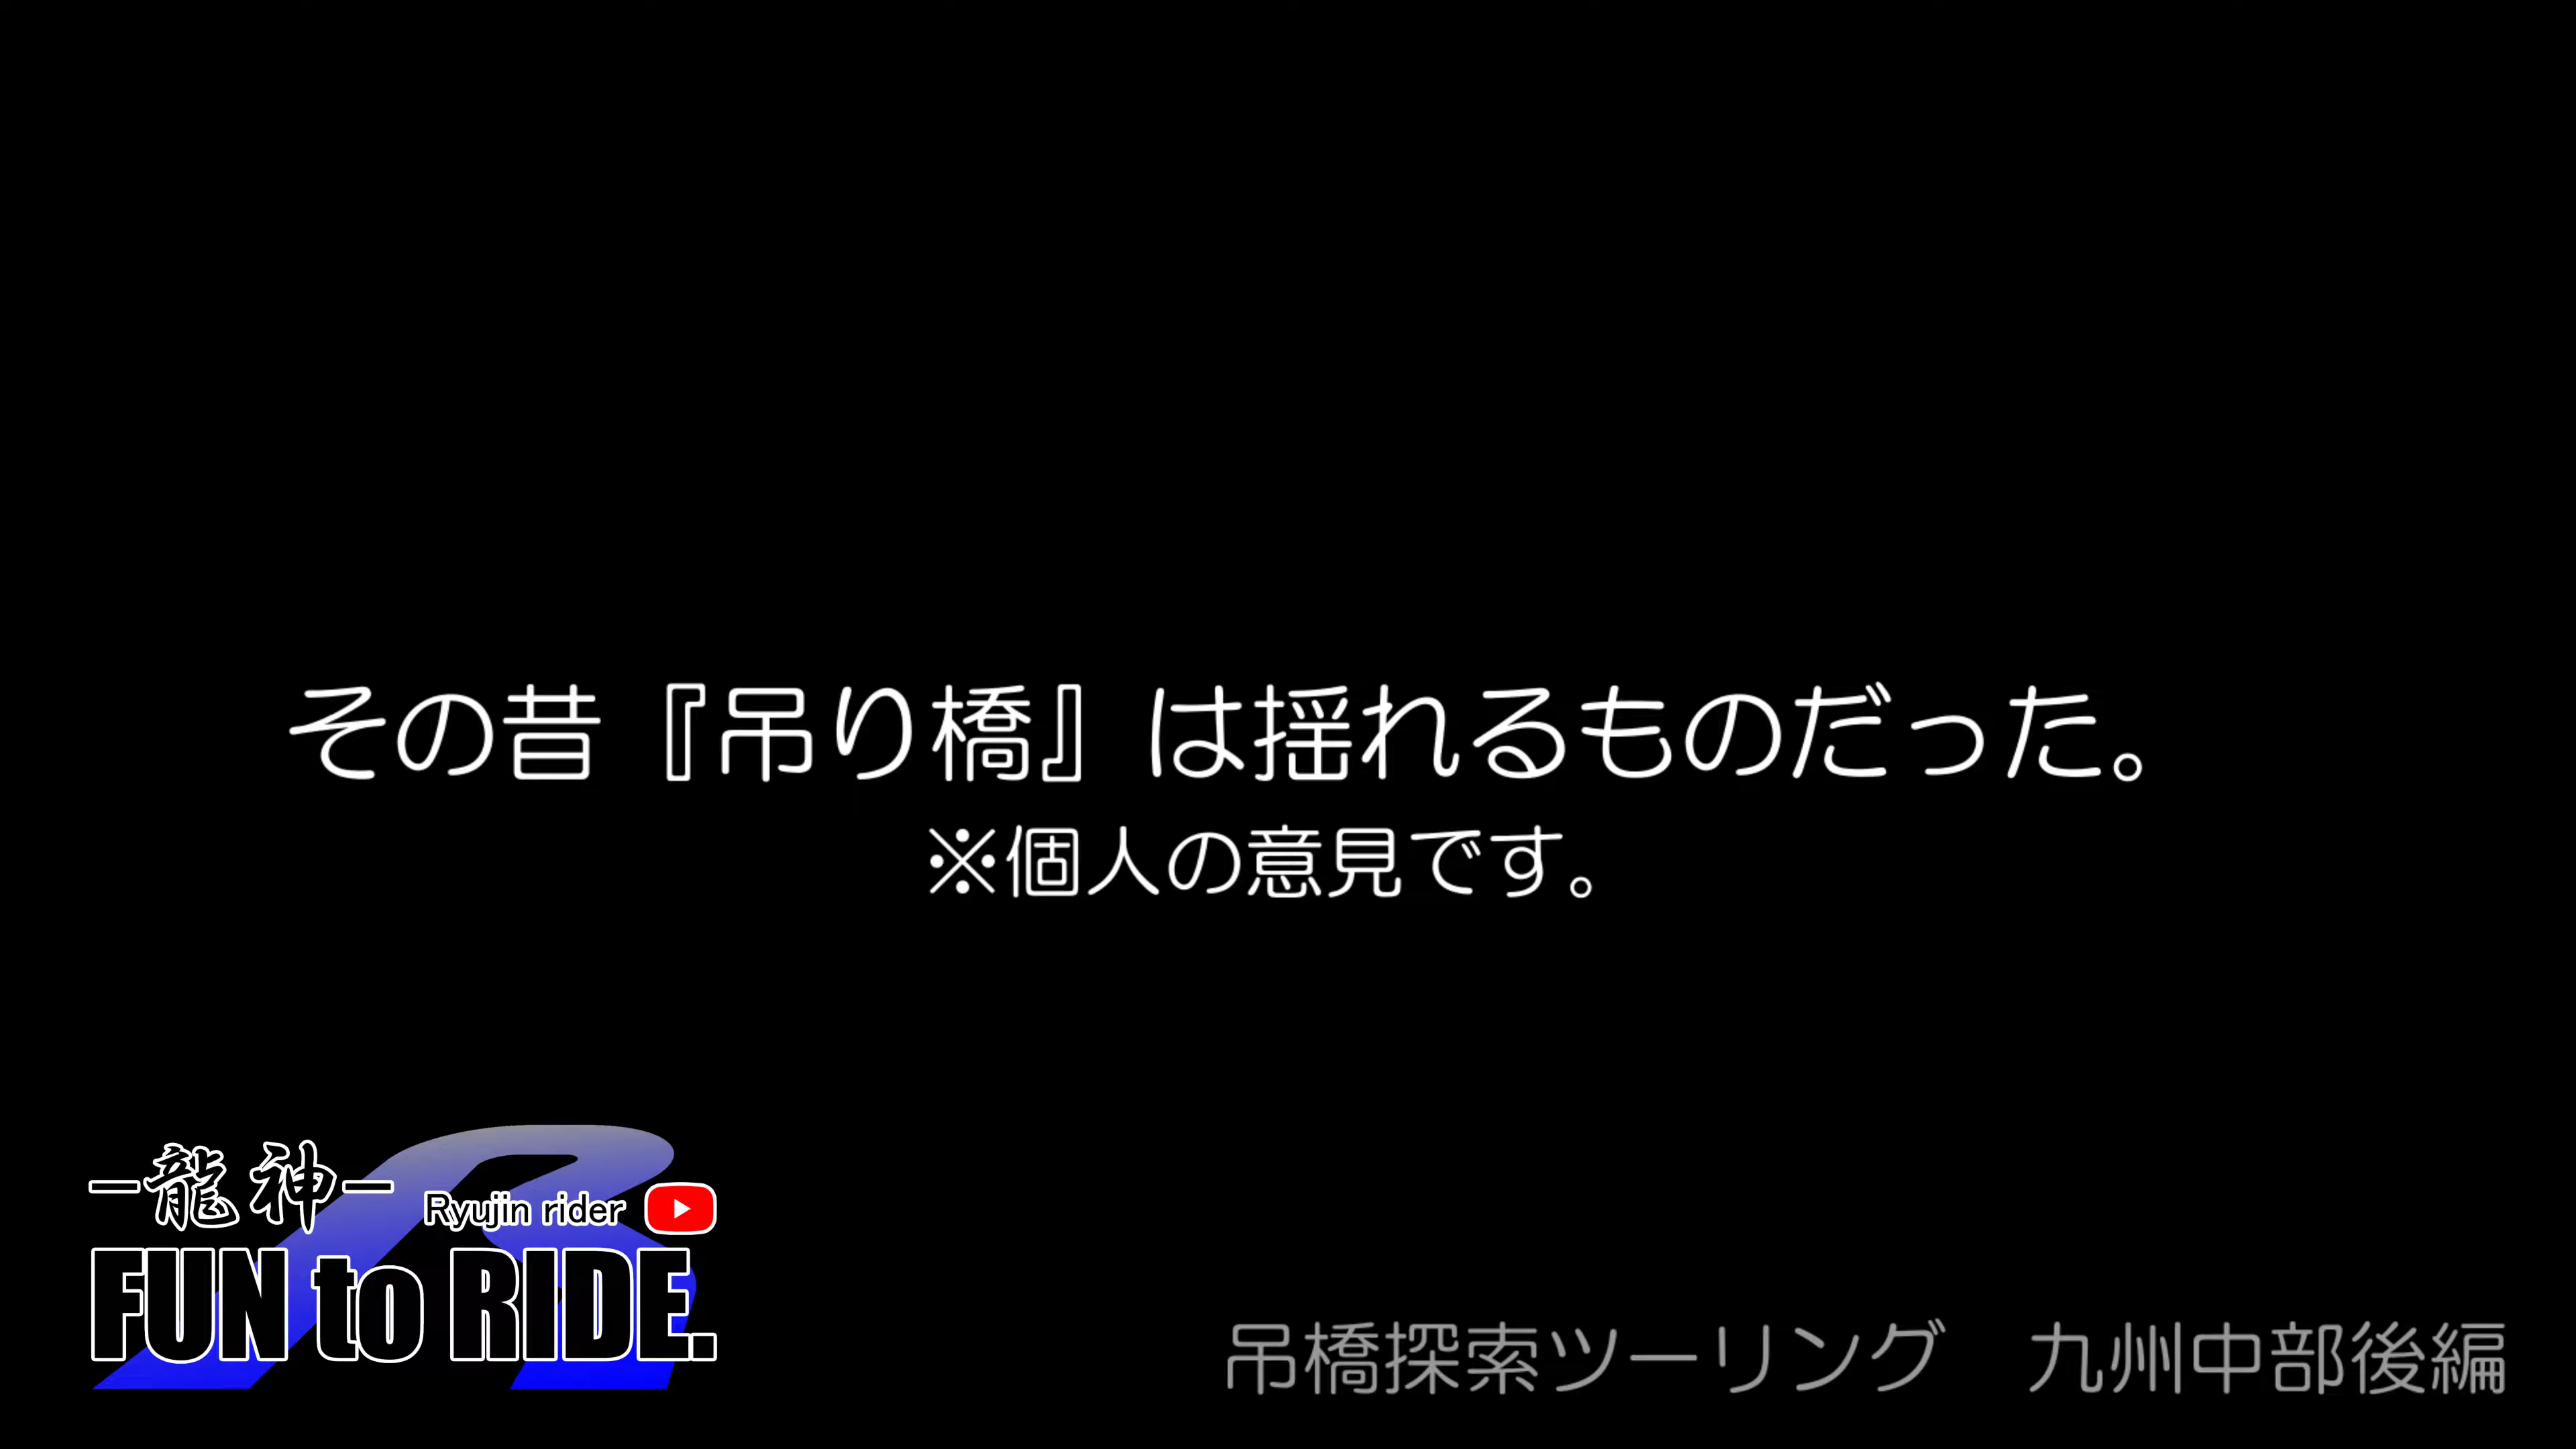 その昔『吊り橋』は揺れるものだった。
※個人の意見です。
−龍神−
Ryujin rider
FUN to RIDE.
吊橋探索ツーリング　九州中部後編